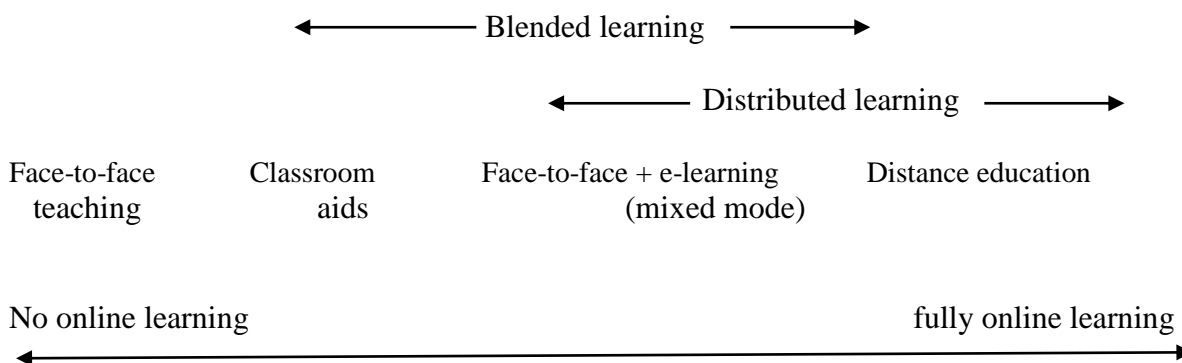 Blended learning
Distributed learning
Face-to-face Classroom Face-to-face + e-learning Distance education
teaching aids (mixed mode)
No online learning fully online learning